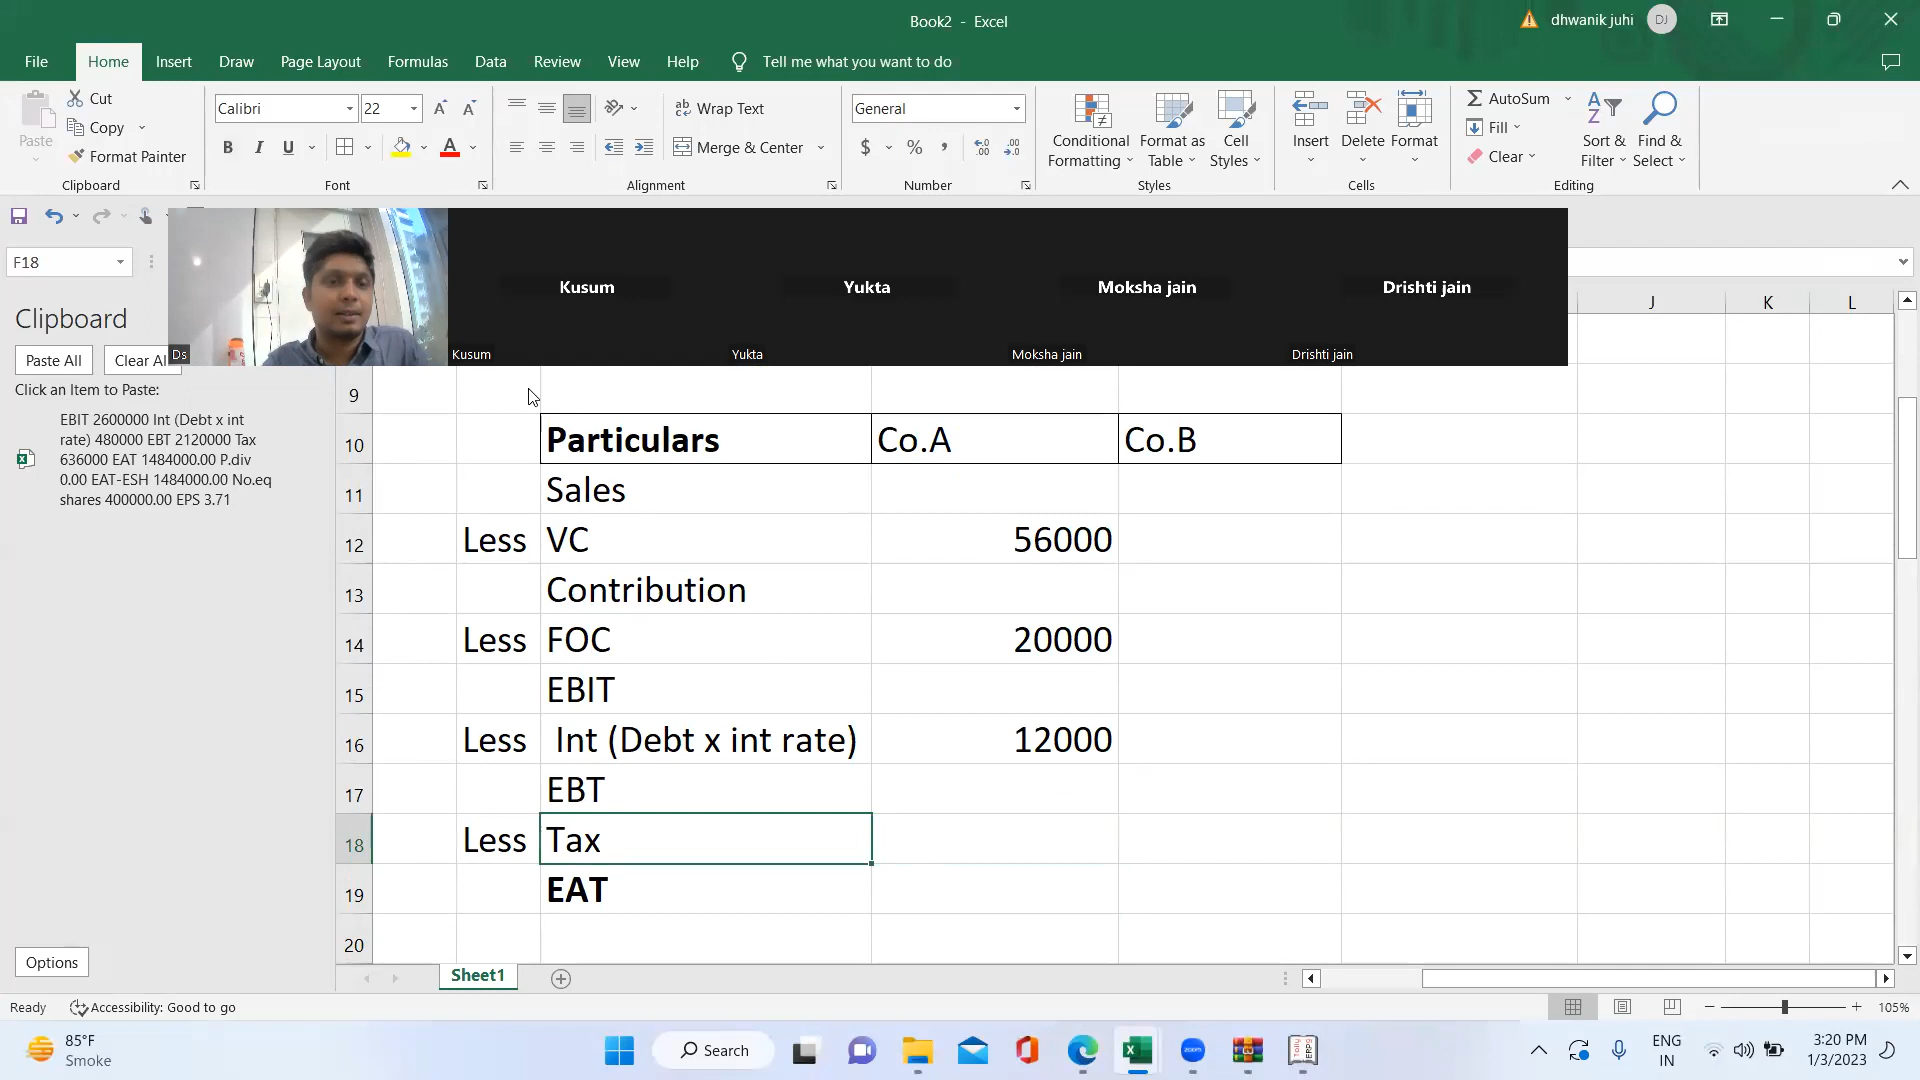 Book2 - Excel
dhwanik juhi
DJ
File
Home
Insert
Draw
Page Layout
Formulas
Data
Review
View
Help
Tell me what you want to do
Paste
Cut
Copy
Format Painter
Clipboard
Calibri
22
Font
Wrap Text
Merge & Center
Alignment
General
Number
Conditional
Formatting
Format as
Table
Cell
Styles
Styles
Insert
Delete
Format
Cells
AutoSum
Fill
Clear
Sort &
Filter
Find &
Select
Editing
F18
Kusum
Yukta
Moksha jain
Drishti jain
Ds
Kusum
Yukta
Moksha jain
Drishti jain
J
K
L
Clipboard
Paste All
Clear Al
Click an Item to Paste:
EBIT 2600000 Int (Debt x int
rate) 480000 EBT 2120000 Tax
636000 EAT 1484000.00 P.div
0.00 EAT-ESH 1484000.00 No.eq
shares 400000.00 EPS 3.71
Options
9
10 Particulars Co.A Co.B
11 Sales
12 Less VC 56000
13 Contribution
14 Less FOC 20000
15 EBIT
16 Less Int (Debt x int rate) 12000
17 EBT
18 Less Tax
19 EAT
20
Sheet1
Ready
Accessibility: Good to go
105%
85°F
Smoke
Search
ENG
IN
3:20 PM
1/3/2023